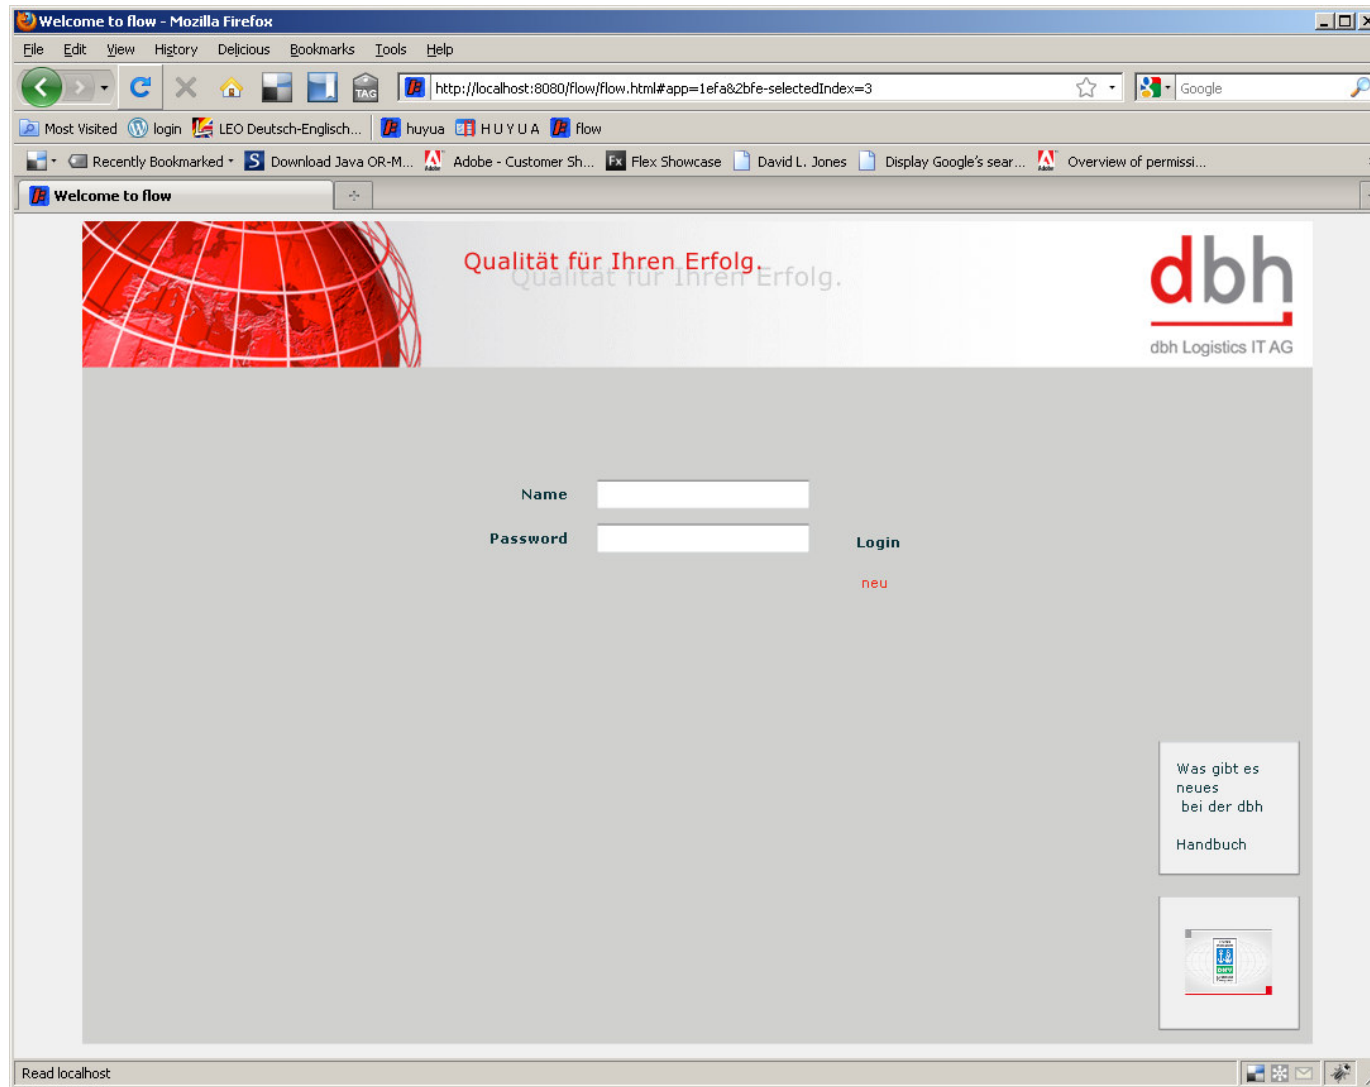 Welcome to flow - Mozilla Firefox
File Edit View History Delicious Bookmarks Tools Help
TAG http://localhost:8080/flow/flow.html#app=1efa&2bfe-selectedIndex=3 Google
Most Visited login LEO Deutsch-Englisch... huyua H U Y U A flow
Recently Bookmarked Download Java OR-M... Adobe - Customer Sh... Flex Showcase David L. Jones Display Google's sear... Overview of permissi...
Welcome to flow
Qualität für Ihren Erfolg.
Qualität für Ihren Erfolg.
dbh
dbh Logistics IT AG
Name
Password
Login
neu
Was gibt es
neues
bei der dbh
Handbuch
DNV
Read localhost